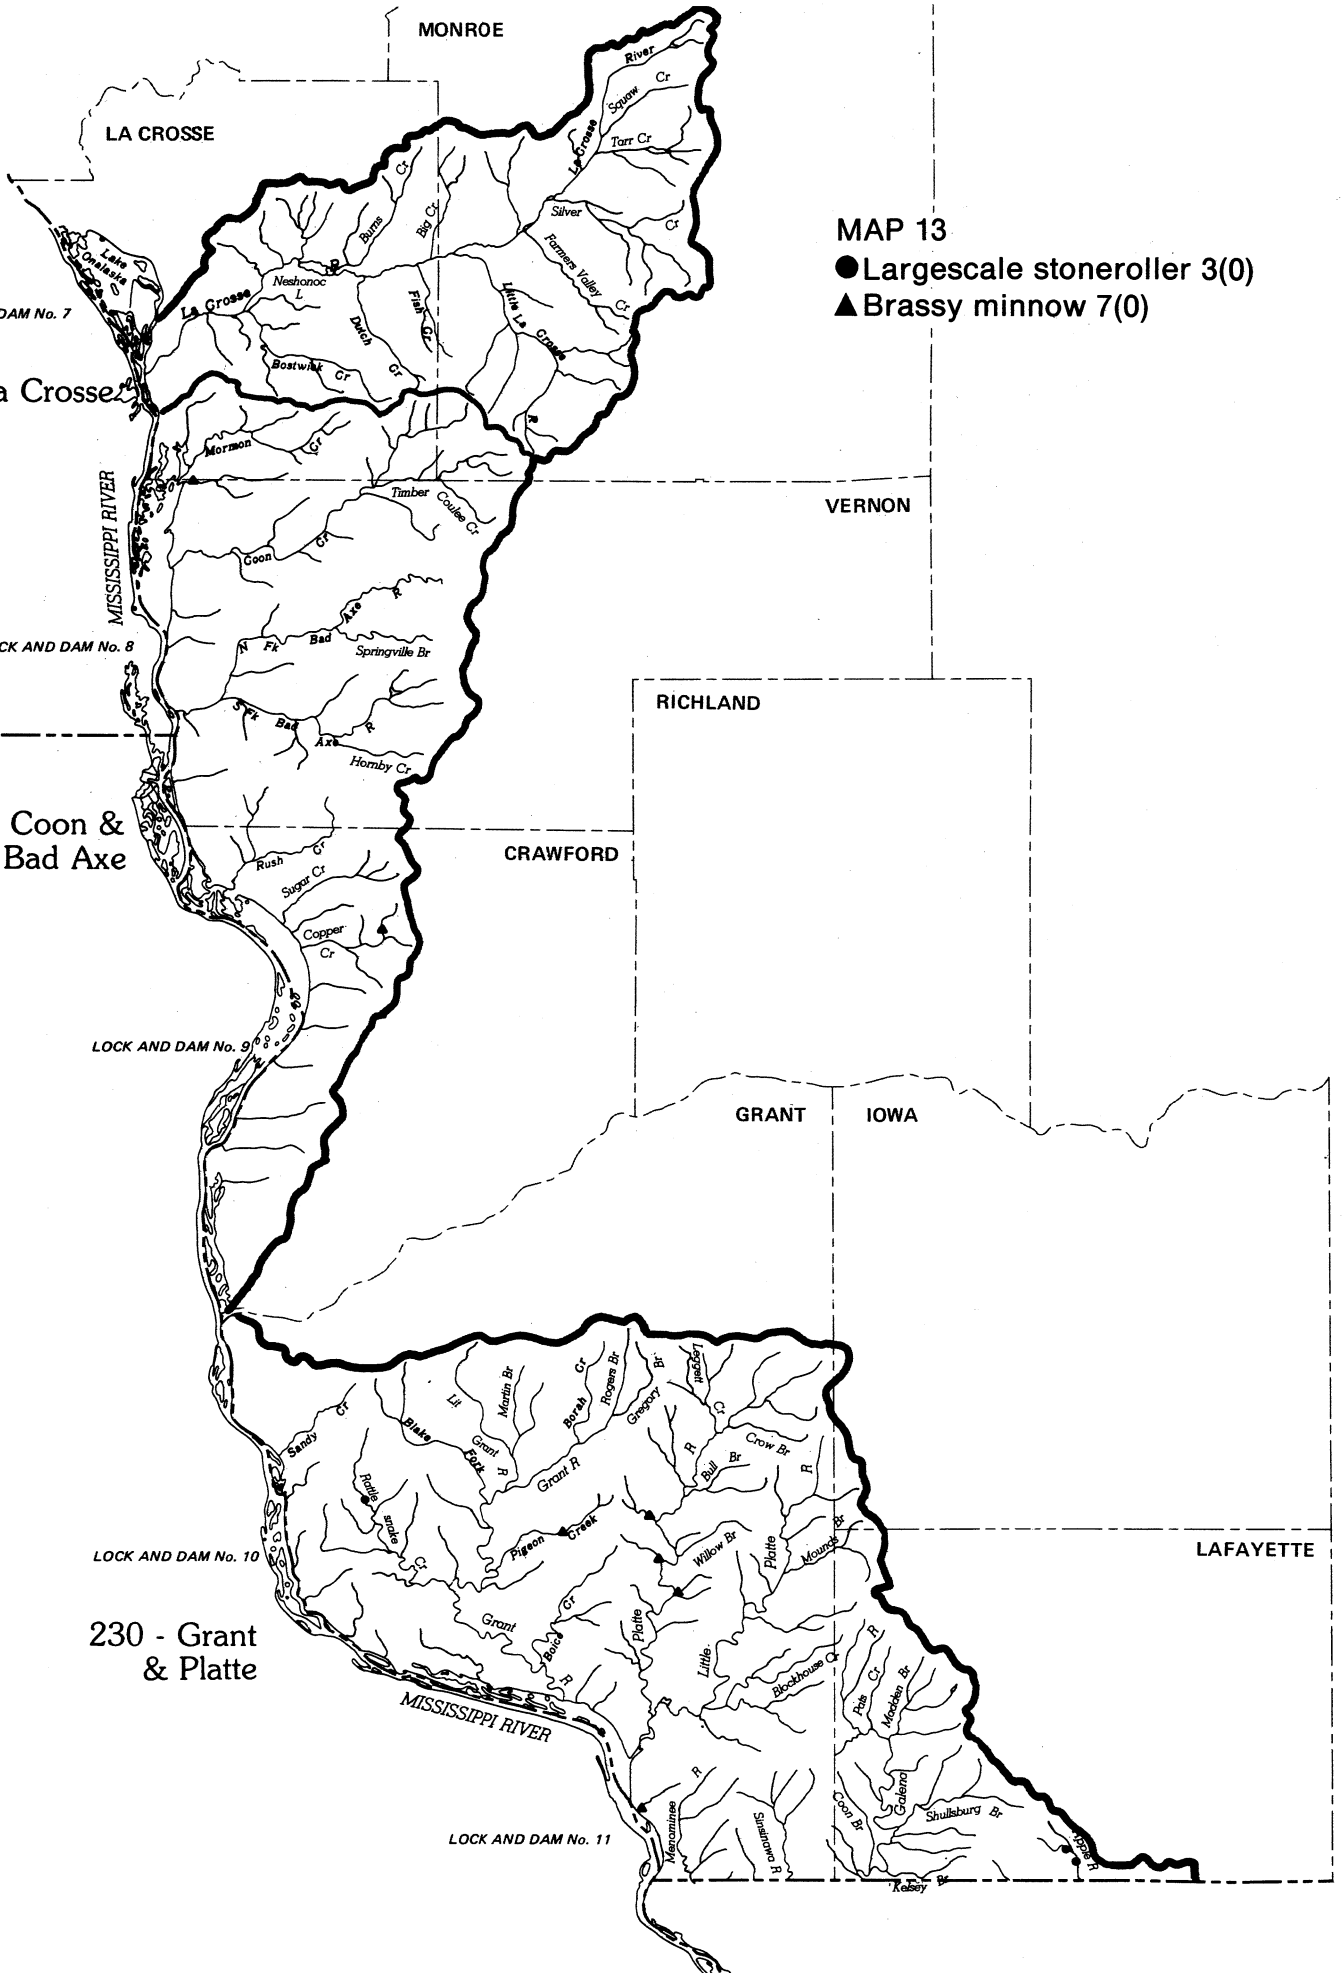 MONROE
LA CROSSE
River
Squaw Cr
La Crosse
Tarr Cr
Burns Cr
Big Cr
Silver Cr
Farmers Valley Cr
Lake
Onalaska
MAP 13
Largescale stoneroller 3(0)
Brassy minnow 7(0)
Neshonoc
L
R
La Crosse
Dutch Cr
Fish Cr
Little La Crosse R
DAM No. 7
Bostwick Cr
a Crosse
Mormon Cr
MISSISSIPPI RIVER
Timber Coulee Cr
VERNON
Coon Cr
N Fk Bad Axe R
Springville Br
CK AND DAM No. 8
RICHLAND
S Fk Bad Axe R
Hornby Cr
Coon &
Bad Axe
CRAWFORD
Rush Cr
Sugar Cr
Copper
Cr
LOCK AND DAM No. 9
GRANT
IOWA
Sandy Cr
Blake Fork
Lit Grant R
Martin Br
Borah Cr
Rogers Br
Gregory Br
Leggett Cr
Crow Br
Bull Br
R
R
Rattle snake Cr
Grant R
Pigeon Creek
Willow Br
Platte
Mounds Br
LAFAYETTE
LOCK AND DAM No. 10
230 - Grant
& Platte
Grant R
Boice Cr
Platte
Little
Blockhouse Cr
Pats Cr
Madden Br
R
MISSISSIPPI RIVER
Menominee R
Sinsinawa R
Coon Br
Galena
Shullsburg Br
LOCK AND DAM No. 11
Apple R
Kelsey Br